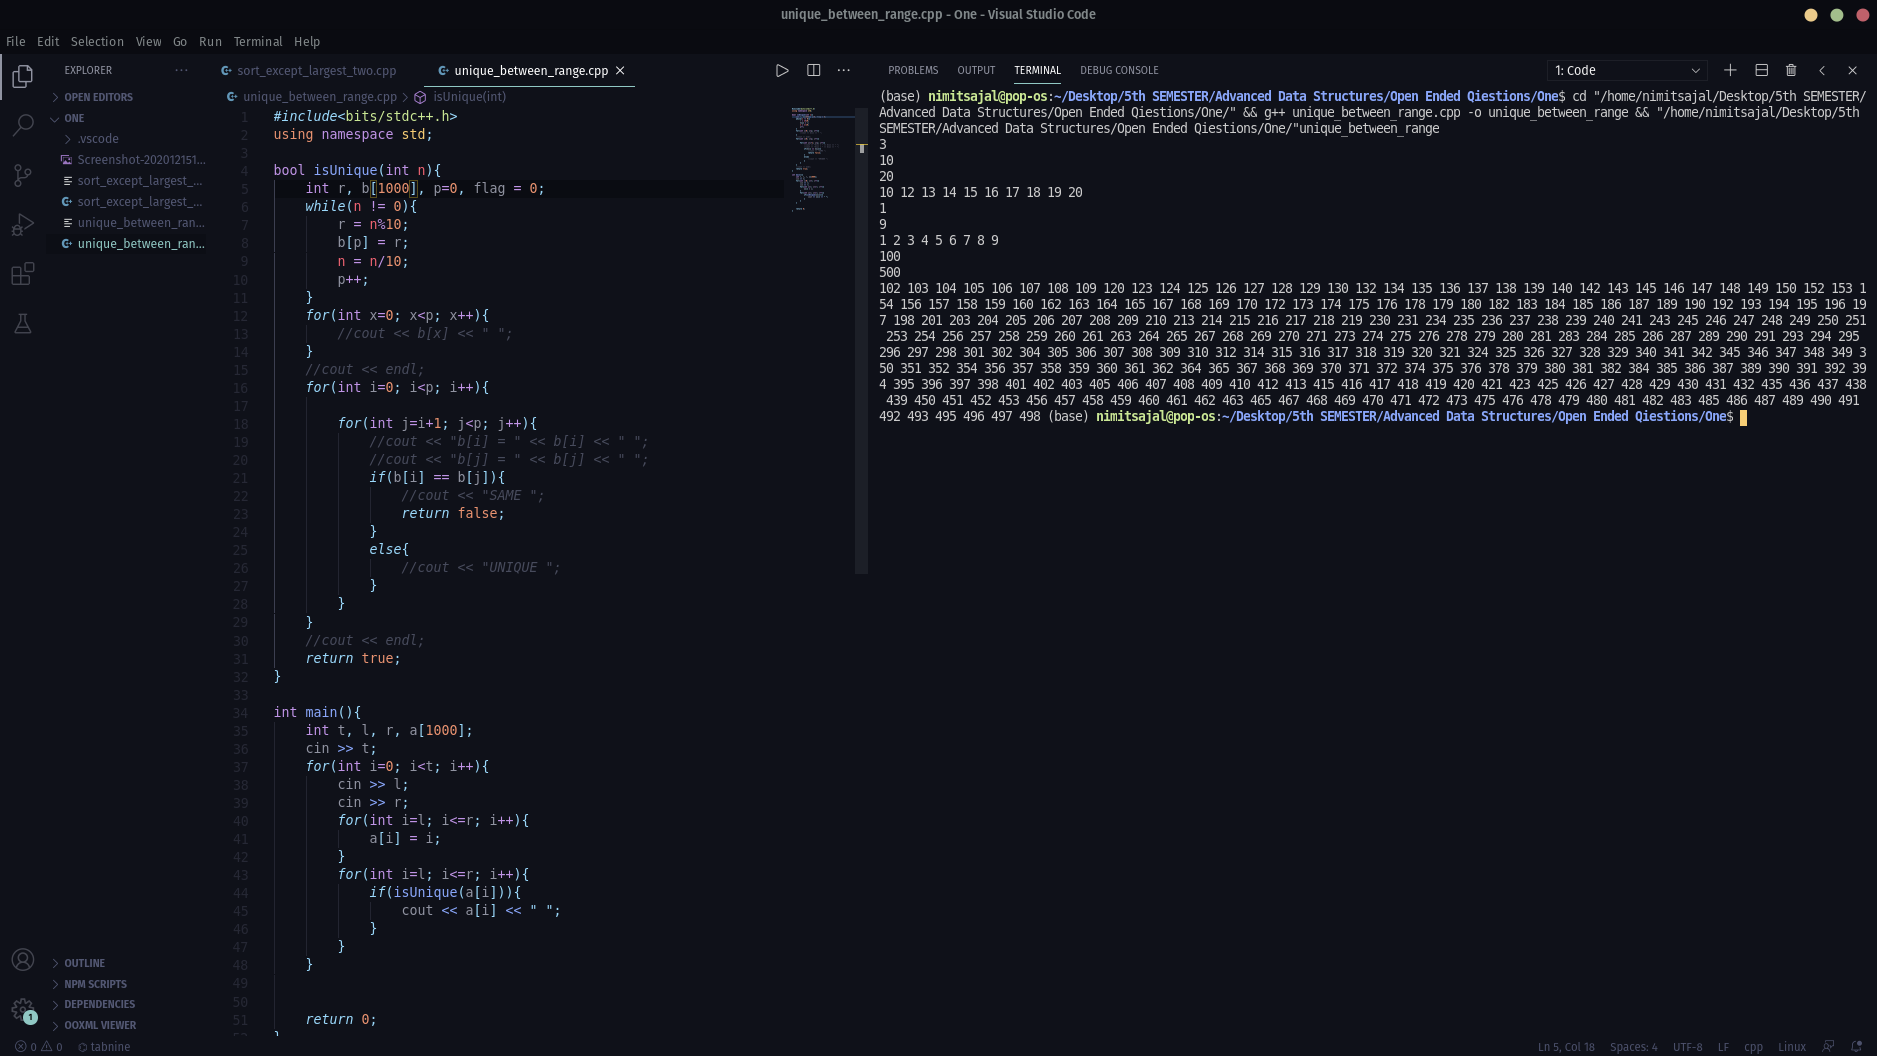 unique_between_range.cpp - One - Visual Studio Code
File Edit Selection View Go Run Terminal Help
EXPLORER ···
OPEN EDITORS
ONE
.vscode
Screenshot-202012151...
sort_except_largest_...
sort_except_largest_...
unique_between_ran...
unique_between_ran...
OUTLINE
NPM SCRIPTS
DEPENDENCIES
OOXML VIEWER
sort_except_largest_two.cpp unique_between_range.cpp
unique_between_range.cpp > isUnique(int)
1 #include<bits/stdc++.h>
2 using namespace std;
3
4 bool isUnique(int n){
5 int r, b[1000], p=0, flag = 0;
6 while(n != 0){
7 r = n%10;
8 b[p] = r;
9 n = n/10;
10 p++;
11 }
12 for(int x=0; x<p; x++){
13 //cout << b[x] << " ";
14 }
15 //cout << endl;
16 for(int i=0; i<p; i++){
17
18 for(int j=i+1; j<p; j++){
19 //cout << "b[i] = " << b[i] << " ";
20 //cout << "b[j] = " << b[j] << " ";
21 if(b[i] == b[j]){
22 //cout << "SAME ";
23 return false;
24 }
25 else{
26 //cout << "UNIQUE ";
27 }
28 }
29 }
30 //cout << endl;
31 return true;
32 }
33
34 int main(){
35 int t, l, r, a[1000];
36 cin >> t;
37 for(int i=0; i<t; i++){
38 cin >> l;
39 cin >> r;
40 for(int i=l; i<=r; i++){
41 a[i] = i;
42 }
43 for(int i=l; i<=r; i++){
44 if(isUnique(a[i])){
45 cout << a[i] << " ";
46 }
47 }
48 }
49
50
51 return 0;
PROBLEMS OUTPUT TERMINAL DEBUG CONSOLE 1: Code
(base) nimitsajal@pop-os:~/Desktop/5th SEMESTER/Advanced Data Structures/Open Ended Qiestions/One$ cd "/home/nimitsajal/Desktop/5th SEMESTER/
Advanced Data Structures/Open Ended Qiestions/One/" && g++ unique_between_range.cpp -o unique_between_range && "/home/nimitsajal/Desktop/5th
SEMESTER/Advanced Data Structures/Open Ended Qiestions/One/"unique_between_range
3
10
20
10 12 13 14 15 16 17 18 19 20
1
9
1 2 3 4 5 6 7 8 9
100
500
102 103 104 105 106 107 108 109 120 123 124 125 126 127 128 129 130 132 134 135 136 137 138 139 140 142 143 145 146 147 148 149 150 152 153 1
54 156 157 158 159 160 162 163 164 165 167 168 169 170 172 173 174 175 176 178 179 180 182 183 184 185 186 187 189 190 192 193 194 195 196 19
7 198 201 203 204 205 206 207 208 209 210 213 214 215 216 217 218 219 230 231 234 235 236 237 238 239 240 241 243 245 246 247 248 249 250 251
253 254 256 257 258 259 260 261 263 264 265 267 268 269 270 271 273 274 275 276 278 279 280 281 283 284 285 286 287 289 290 291 293 294 295
296 297 298 301 302 304 305 306 307 308 309 310 312 314 315 316 317 318 319 320 321 324 325 326 327 328 329 340 341 342 345 346 347 348 349 3
50 351 352 354 356 357 358 359 360 361 362 364 365 367 368 369 370 371 372 374 375 376 378 379 380 381 382 384 385 386 387 389 390 391 392 39
4 395 396 397 398 401 402 403 405 406 407 408 409 410 412 413 415 416 417 418 419 420 421 423 425 426 427 428 429 430 431 432 435 436 437 438
439 450 451 452 453 456 457 458 459 460 461 462 463 465 467 468 469 470 471 472 473 475 476 478 479 480 481 482 483 485 486 487 489 490 491
492 493 495 496 497 498 (base) nimitsajal@pop-os:~/Desktop/5th SEMESTER/Advanced Data Structures/Open Ended Qiestions/One$
1
0 0 tabnine Ln 5, Col 18 Spaces: 4 UTF-8 LF cpp Linux